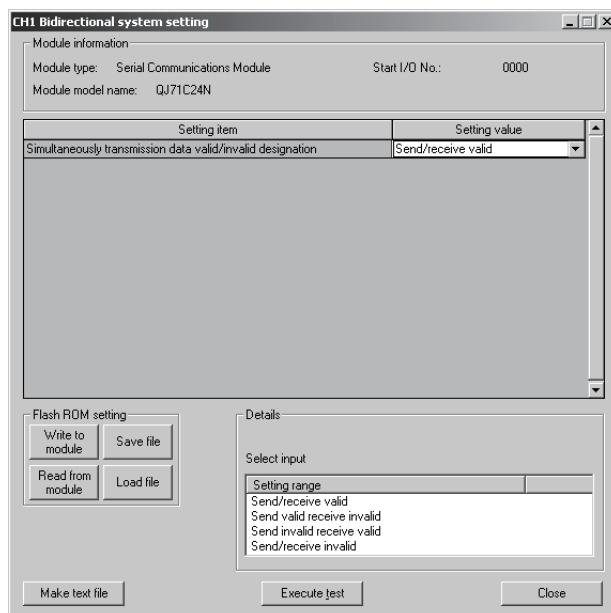 CH1 Bidirectional system setting
Module information
Module type: Serial Communications Module Start I/O No.: 0000
Module model name: QJ71C24N
Setting item Setting value
Simultaneously transmission data valid/invalid designation Send/receive valid
Flash ROM setting
Write to module
Save file
Read from module
Load file
Details
Select input
Setting range
Send/receive valid
Send valid receive invalid
Send invalid receive valid
Send/receive invalid
Make text file Execute test Close